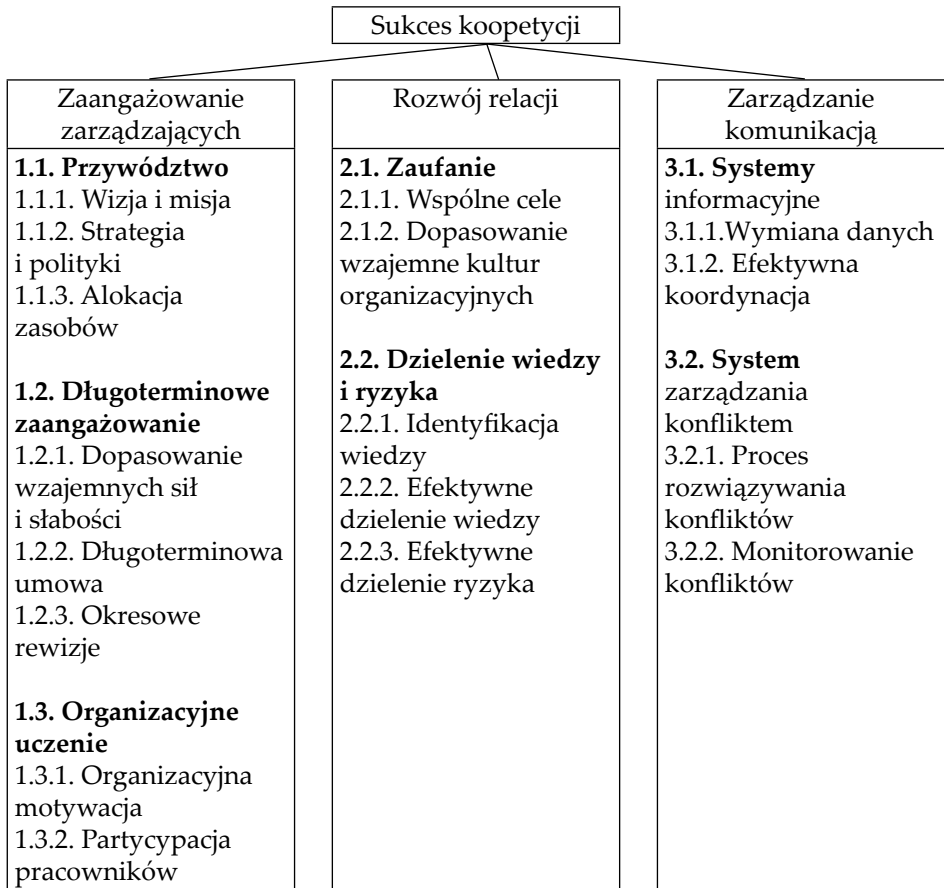 Sukces koopetycji
Zaangażowanie
zarządzających
1.1. Przywództwo
1.1.1. Wizja i misja
1.1.2. Strategia
i polityki
1.1.3. Alokacja
zasobów
1.2. Długoterminowe
zaangażowanie
1.2.1. Dopasowanie
wzajemnych sił
i słabości
1.2.2. Długoterminowa
umowa
1.2.3. Okresowe
rewizje
1.3. Organizacyjne
uczenie
1.3.1. Organizacyjna
motywacja
1.3.2. Partycypacja
pracowników
Rozwój relacji
2.1. Zaufanie
2.1.1. Wspólne cele
2.1.2. Dopasowanie
wzajemne kultur
organizacyjnych
2.2. Dzielenie wiedzy
i ryzyka
2.2.1. Identyfikacja
wiedzy
2.2.2. Efektywne
dzielenie wiedzy
2.2.3. Efektywne
dzielenie ryzyka
Zarządzanie
komunikacją
3.1. Systemy
informacyjne
3.1.1.Wymiana danych
3.1.2. Efektywna
koordynacja
3.2. System
zarządzania
konfliktem
3.2.1. Proces
rozwiązywania
konfliktów
3.2.2. Monitorowanie
konfliktów